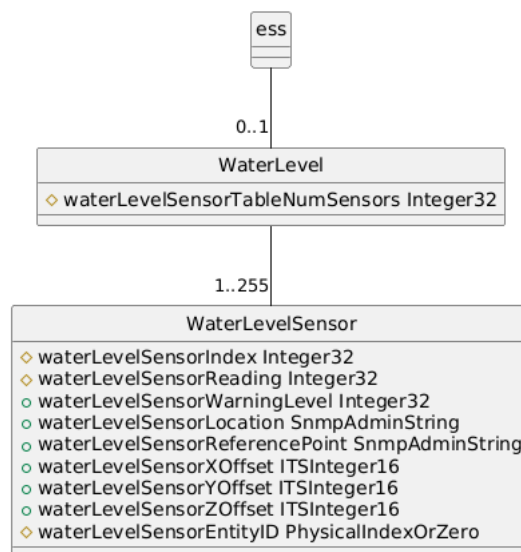 ess
0..1
WaterLevel
waterLevelSensorTableNumSensors Integer32
1..255
WaterLevelSensor
waterLevelSensorIndex Integer32
waterLevelSensorReading Integer32
waterLevelSensorWarningLevel Integer32
waterLevelSensorLocation SnmpAdminString
waterLevelSensorReferencePoint SnmpAdminString
waterLevelSensorXOffset ITSInteger16
waterLevelSensorYOffset ITSInteger16
waterLevelSensorZOffset ITSInteger16
waterLevelSensorEntityID PhysicalIndexOrZero